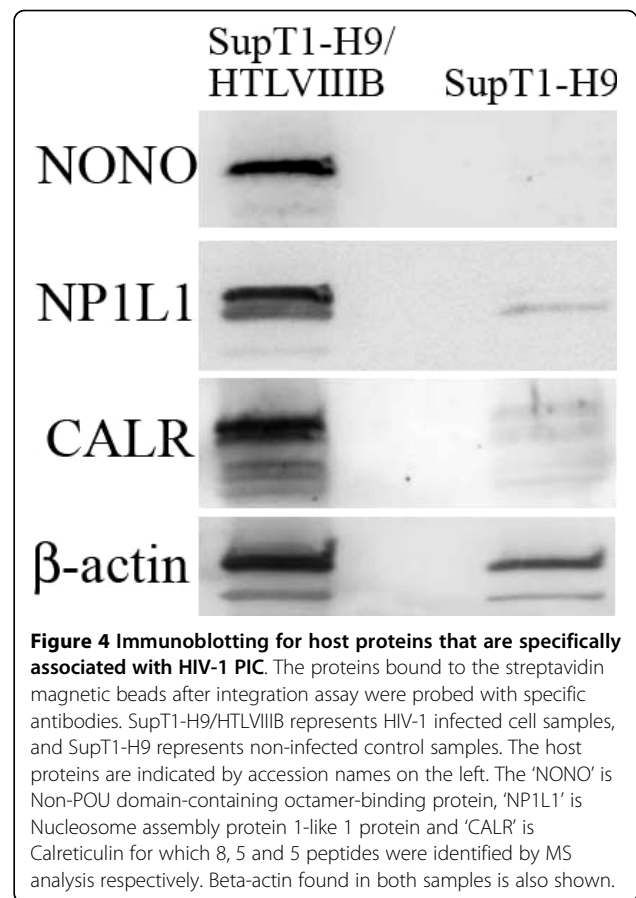 SupT1-H9/
HTLVIIIB SupT1-H9
NONO
NP1L1
CALR
β-actin
Figure 4 Immunoblotting for host proteins that are specifically
associated with HIV-1 PIC. The proteins bound to the streptavidin
magnetic beads after integration assay were probed with specific
antibodies. SupT1-H9/HTLVIIIB represents HIV-1 infected cell samples,
and SupT1-H9 represents non-infected control samples. The host
proteins are indicated by accession names on the left. The ‘NONO’ is
Non-POU domain-containing octamer-binding protein, ‘NP1L1’ is
Nucleosome assembly protein 1-like 1 protein and ‘CALR’ is
Calreticulin for which 8, 5 and 5 peptides were identified by MS
analysis respectively. Beta-actin found in both samples is also shown.